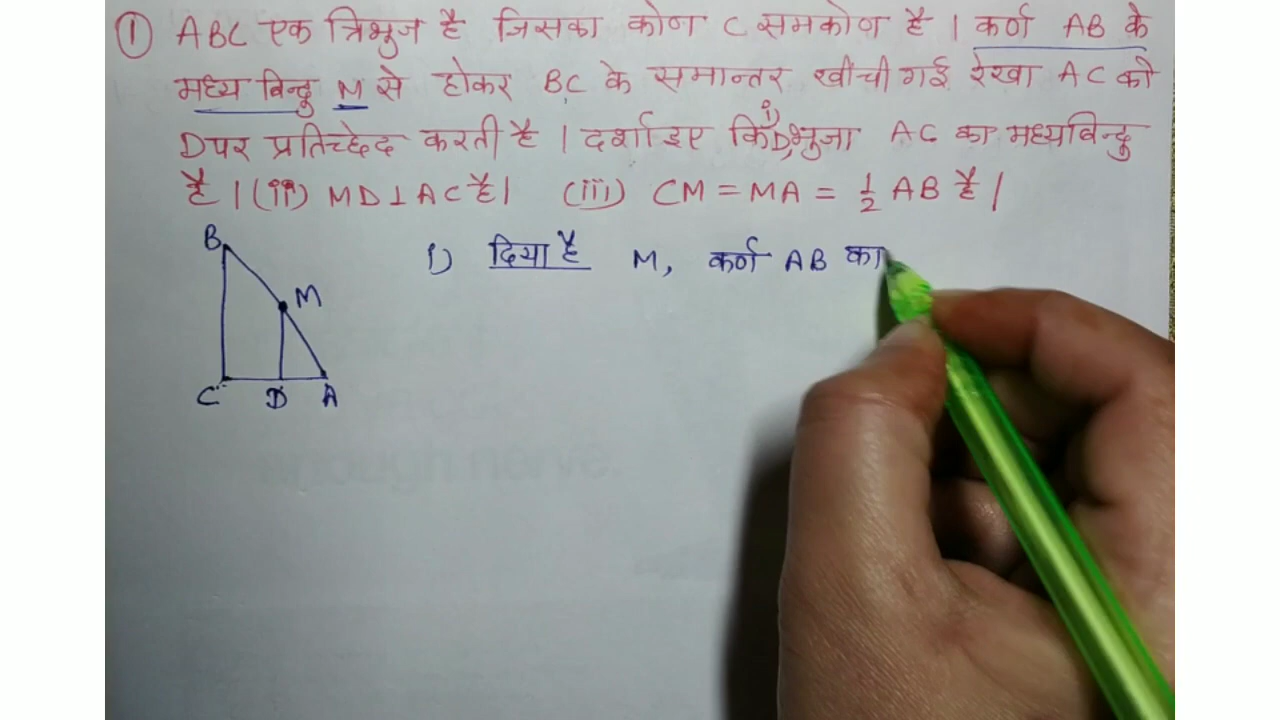 ① ABC एक त्रिभुज है जिसका कोण C समकोण है | कर्ण AB के
मध्य बिन्दु M से होकर BC के समान्तर खींची गई रेखा AC को
D पर प्रतिच्छेद करती है | दर्शाइए कि i) D, भुजा AC का मध्यबिन्दु
है | (ii) MD⊥AC है | (iii) CM = MA = 1/2 AB है |
B
M
C D A
i) दिया है M, कर्ण AB का